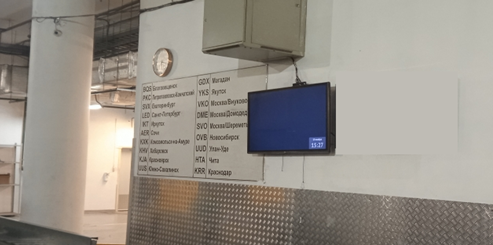 BQS Благовещенск
PKC Петропавловск-Камчатский
SVX Екатеринбург
LED Санкт-Петербург
IKT Иркутск
AER Сочи
KXK Комсомольск-на-Амуре
KHV Хабаровск
KJA Красноярск
UUS Южно-Сахалинск
GDX Магадан
YKS Якутск
VKO Москва/Внуково
DME Москва/Домодедово
SVO Москва/Шереметьево
OVB Новосибирск
UUD Улан-Удэ
HTA Чита
KRR Краснодар
15:27